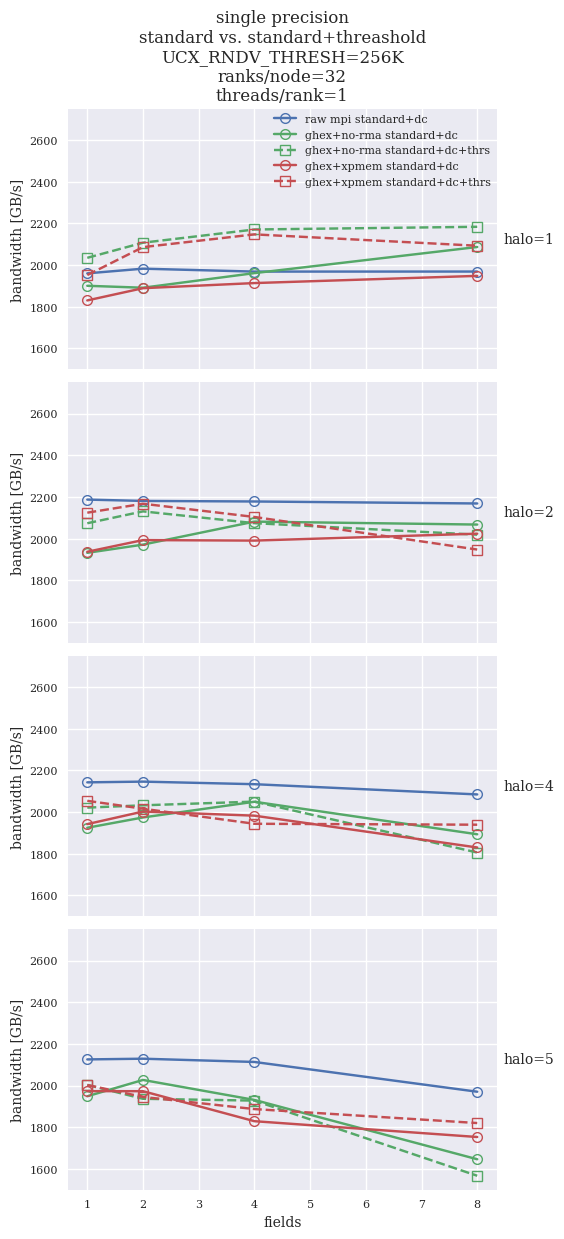 single precision
standard vs. standard+threashold
UCX_RNDV_THRESH=256K
ranks/node=32
threads/rank=1
raw mpi standard+dc
ghex+no-rma standard+dc
ghex+no-rma standard+dc+thrs
ghex+xpmem standard+dc
ghex+xpmem standard+dc+thrs
2600
2400
2200
2000
1800
1600
bandwidth [GB/s]
halo=1
2600
2400
2200
2000
1800
1600
bandwidth [GB/s]
halo=2
2600
2400
2200
2000
1800
1600
bandwidth [GB/s]
halo=4
2600
2400
2200
2000
1800
1600
bandwidth [GB/s]
halo=5
1 2 3 4 5 6 7 8
fields